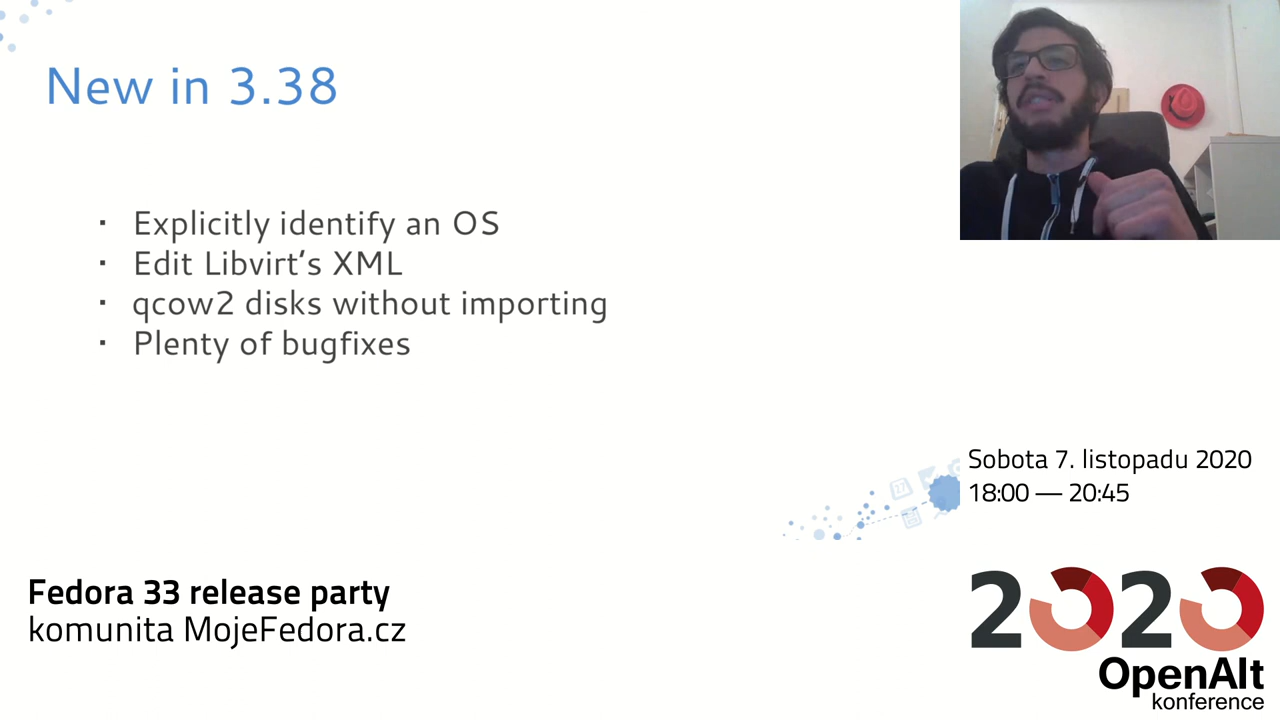 New in 3.38
Explicitly identify an OS
Edit Libvirt’s XML
qcow2 disks without importing
Plenty of bugfixes
Sobota 7. listopadu 2020
18:00 — 20:45
Fedora 33 release party
komunita MojeFedora.cz
2020
OpenAlt
konference